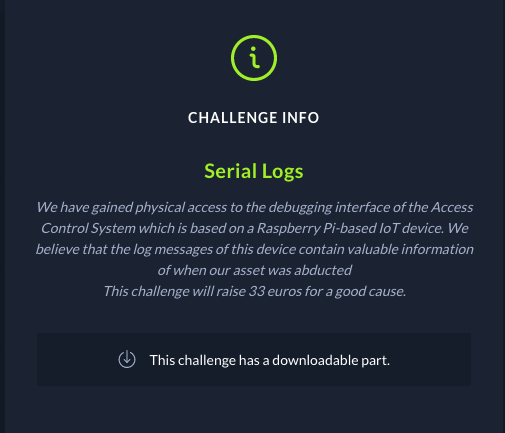 CHALLENGE INFO
Serial Logs
We have gained physical access to the debugging interface of the Access
Control System which is based on a Raspberry Pi-based IoT device. We
believe that the log messages of this device contain valuable information
of when our asset was abducted
This challenge will raise 33 euros for a good cause.
This challenge has a downloadable part.